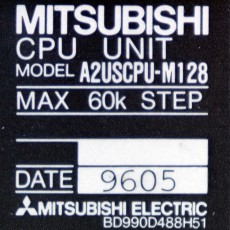 MITSUBISHI
CPU UNIT
MODEL A2USCPU-M128
MAX 60k STEP
DATE 9605
MITSUBISHI ELECTRIC
BD990D488H51